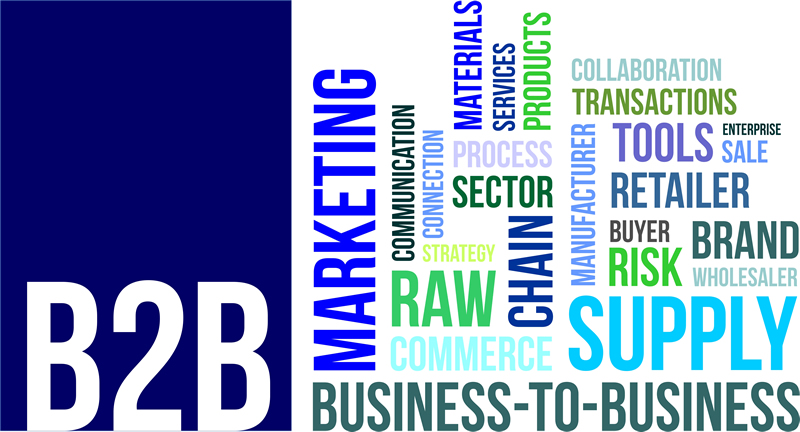 B2B
MARKETING
COMMUNICATION
CONNECTION
MATERIALS
SERVICES
PRODUCTS
PROCESS
SECTOR
STRATEGY
RAW
CHAIN
COMMERCE
COLLABORATION
TRANSACTIONS
MANUFACTURER
TOOLS
ENTERPRISE
SALE
RETAILER
BUYER
BRAND
RISK
WHOLESALER
SUPPLY
BUSINESS-TO-BUSINESS